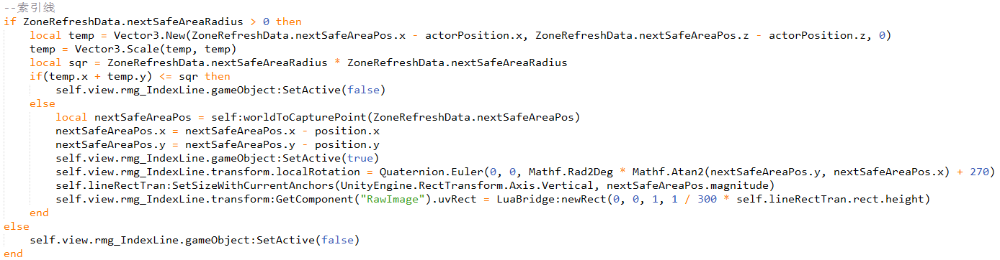 --索引线
if ZoneRefreshData.nextSafeAreaRadius > 0 then
    local temp = Vector3.New(ZoneRefreshData.nextSafeAreaPos.x - actorPosition.x, ZoneRefreshData.nextSafeAreaPos.z - actorPosition.z, 0)
    temp = Vector3.Scale(temp, temp)
    local sqr = ZoneRefreshData.nextSafeAreaRadius * ZoneRefreshData.nextSafeAreaRadius
    if(temp.x + temp.y) <= sqr then
        self.view.rmg_IndexLine.gameObject:SetActive(false)
    else
        local nextSafeAreaPos = self:worldToCapturePoint(ZoneRefreshData.nextSafeAreaPos)
        nextSafeAreaPos.x = nextSafeAreaPos.x - position.x
        nextSafeAreaPos.y = nextSafeAreaPos.y - position.y
        self.view.rmg_IndexLine.gameObject:SetActive(true)
        self.view.rmg_IndexLine.transform.localRotation = Quaternion.Euler(0, 0, Mathf.Rad2Deg * Mathf.Atan2(nextSafeAreaPos.y, nextSafeAreaPos.x) + 270)
        self.lineRectTran:SetSizeWithCurrentAnchors(UnityEngine.RectTransform.Axis.Vertical, nextSafeAreaPos.magnitude)
        self.view.rmg_IndexLine.transform:GetComponent("RawImage").uvRect = LuaBridge:newRect(0, 0, 1, 1 / 300 * self.lineRectTran.rect.height)
    end
else
    self.view.rmg_IndexLine.gameObject:SetActive(false)
end